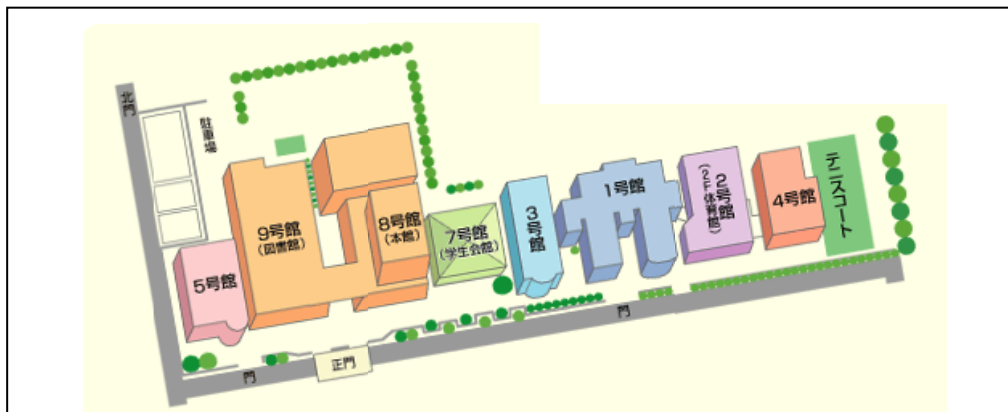 北門
駐車場
5号館
9号館
(図書館)
8号館
(本館)
7号館
(学生会館)
3号館
1号館
2号館
(2F体育館)
4号館
テニスコート
門
正門
門